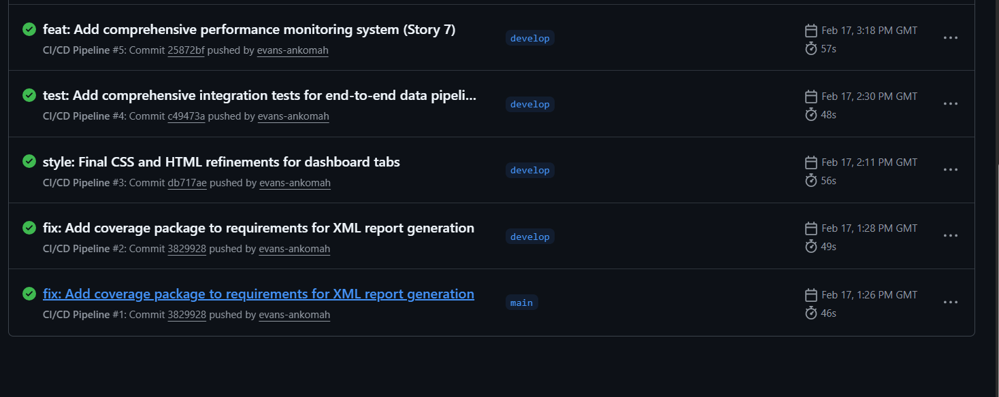 feat: Add comprehensive performance monitoring system (Story 7)
CI/CD Pipeline #5: Commit 25872bf pushed by evans-ankomah
develop
Feb 17, 3:18 PM GMT
57s
test: Add comprehensive integration tests for end-to-end data pipeli...
CI/CD Pipeline #4: Commit c49473a pushed by evans-ankomah
develop
Feb 17, 2:30 PM GMT
48s
style: Final CSS and HTML refinements for dashboard tabs
CI/CD Pipeline #3: Commit db717ae pushed by evans-ankomah
develop
Feb 17, 2:11 PM GMT
56s
fix: Add coverage package to requirements for XML report generation
CI/CD Pipeline #2: Commit 3829928 pushed by evans-ankomah
develop
Feb 17, 1:28 PM GMT
49s
fix: Add coverage package to requirements for XML report generation
CI/CD Pipeline #1: Commit 3829928 pushed by evans-ankomah
main
Feb 17, 1:26 PM GMT
46s